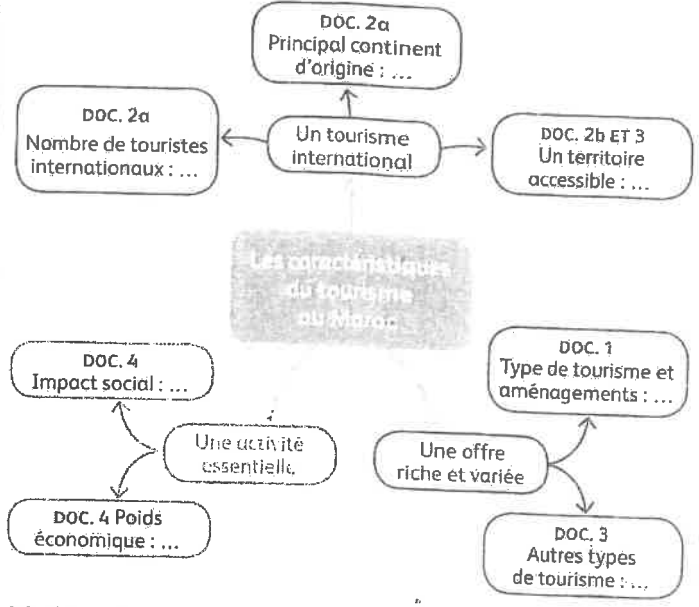 DOC. 2a
Principal continent
d'origine : ...
DOC. 2a
Nombre de touristes
internationaux : ...
Un tourisme
international
DOC. 2b ET 3
Un territoire
accessible : ...
Les caractéristiques
du tourisme
au Maroc
DOC. 4
Impact social : ...
DOC. 1
Type de tourisme et
aménagements : ...
Une activité
essentielle
Une offre
riche et variée
DOC. 4 Poids
économique : ...
DOC. 3
Autres types
de tourisme : ...